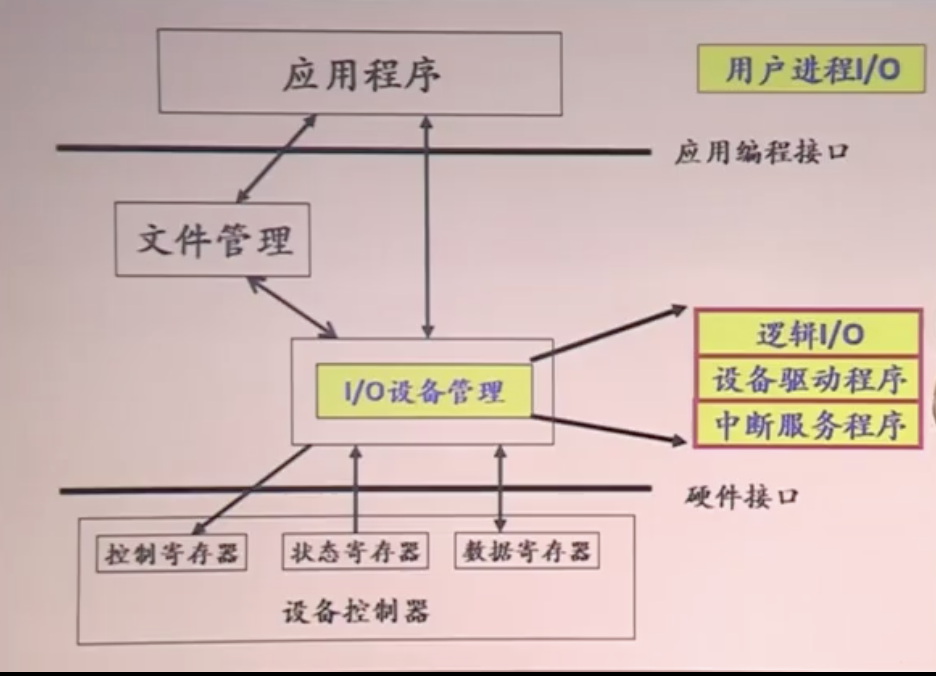 应用程序
用户进程I/O
应用编程接口
文件管理
逻辑I/O
I/O设备管理
设备驱动程序
中断服务程序
硬件接口
控制寄存器
状态寄存器
数据寄存器
设备控制器